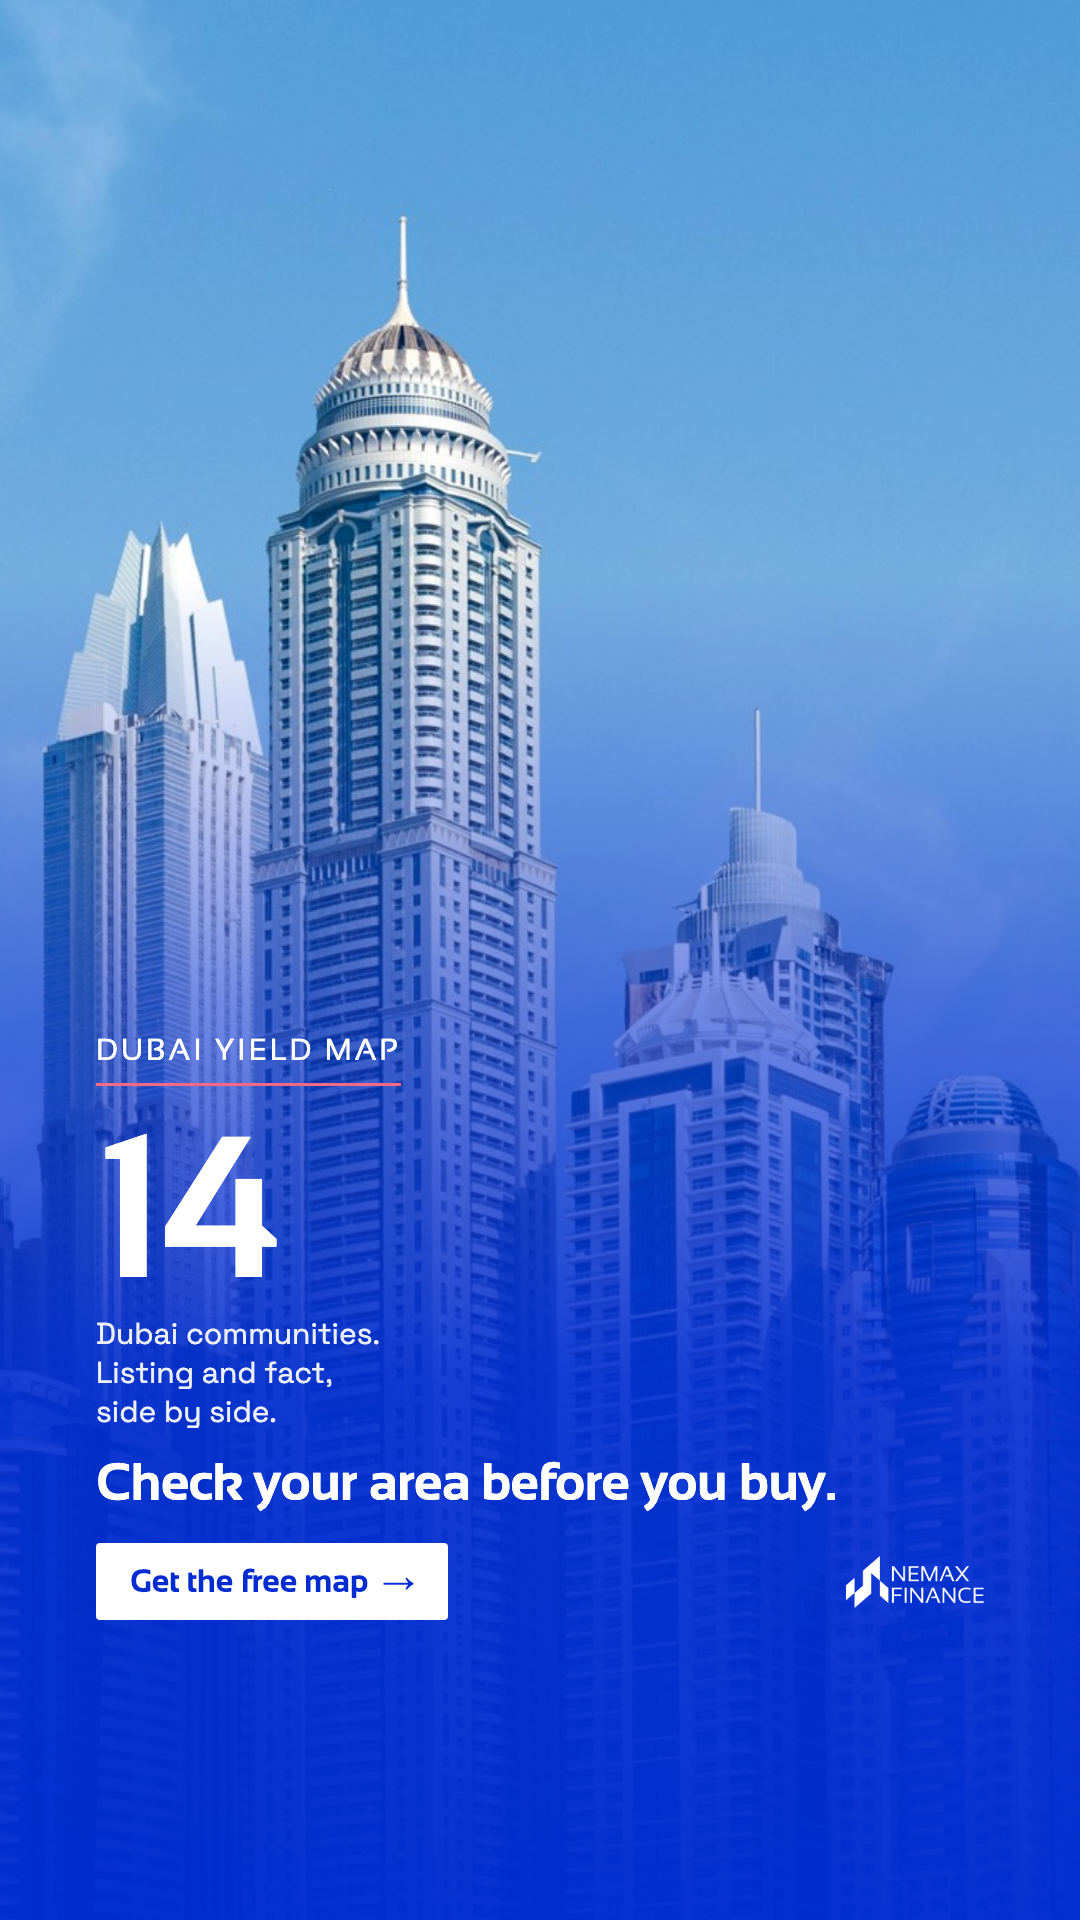 DUBAI YIELD MAP
14
Dubai communities.
Listing and fact,
side by side.
Check your area before you buy.
Get the free map →
NEMAX
FINANCE